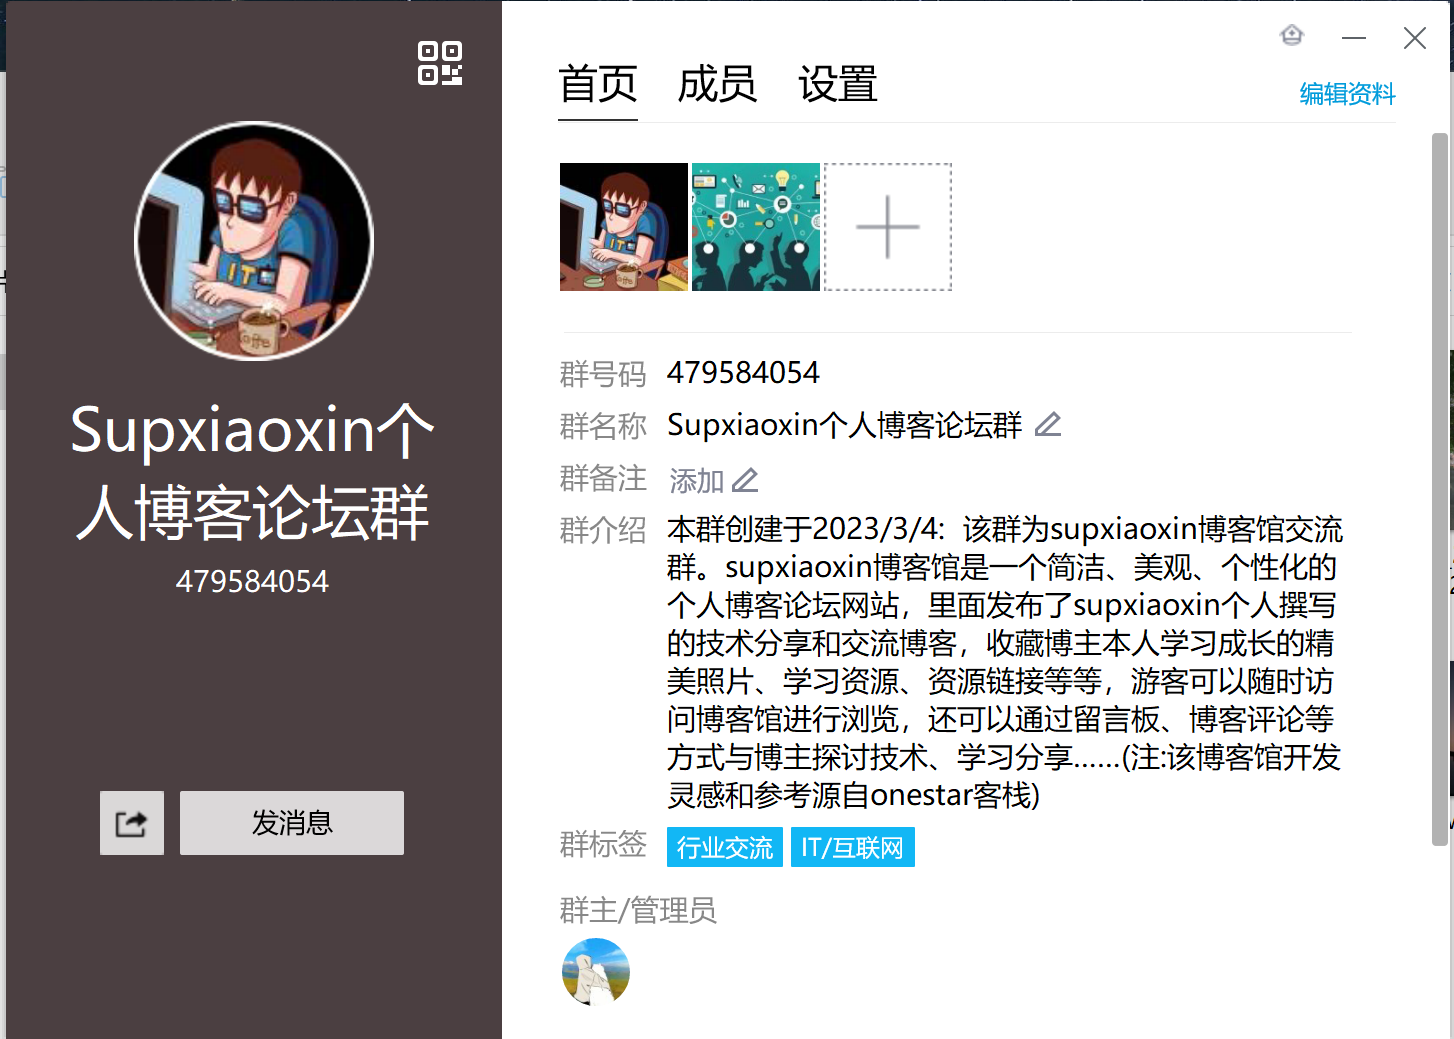 Supxiaoxin个
人博客论坛群
479584054
发消息
首页 成员 设置
编辑资料
群号码 479584054
群名称 Supxiaoxin个人博客论坛群
群备注 添加
群介绍 本群创建于2023/3/4: 该群为supxiaoxin博客馆交流
群。supxiaoxin博客馆是一个简洁、美观、个性化的
个人博客论坛网站，里面发布了supxiaoxin个人撰写
的技术分享和交流博客，收藏博主本人学习成长的精
美照片、学习资源、资源链接等等，游客可以随时访
问博客馆进行浏览，还可以通过留言板、博客评论等
方式与博主探讨技术、学习分享......(注:该博客馆开发
灵感和参考源自onestar客栈)
群标签 行业交流 IT/互联网
群主/管理员